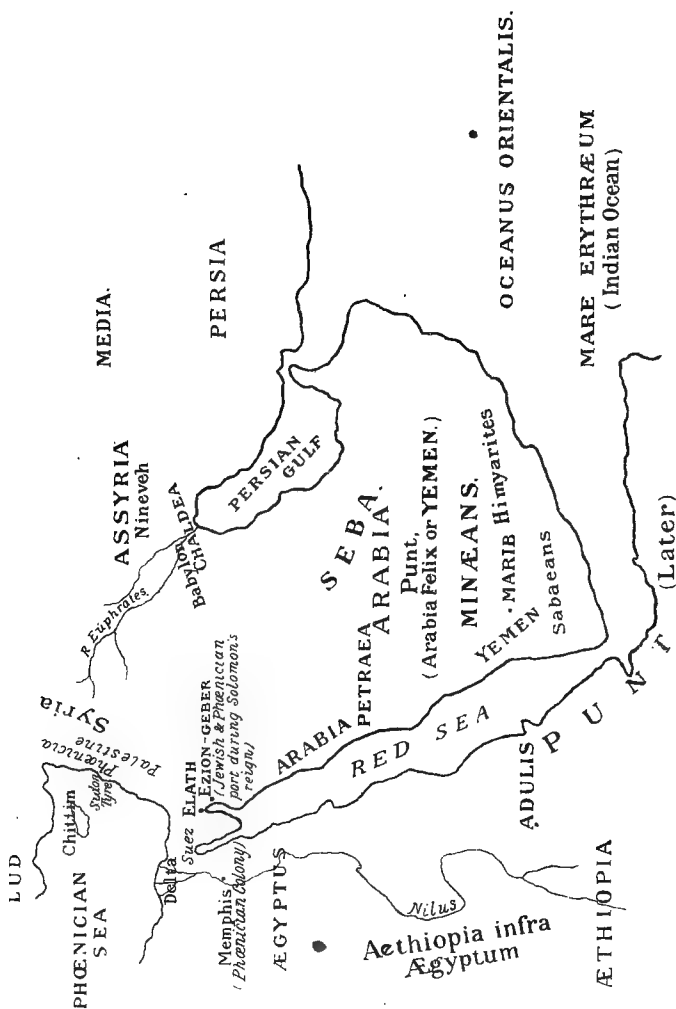 LUD
PHŒNICIAN
SEA
Chittim
Sidon
Tyre
Phœnicia
Palestine
Syria
R Euphrates
ASSYRIA
Nineveh
MEDIA.
Babylon
CHALDEA
PERSIA
PERSIAN
GULF
Delta
Suez
ELATH
EZION-GEBER
(Jewish & Phœnician
port during Solomon's
reign)
Memphis
(Phœnician Colony)
ÆGYPTUS
ARABIA
PETRAEA
SEBA.
ARABIA
Punt,
(Arabia Felix or YEMEN.)
MINÆANS.
MARIB Himyarites
YEMEN
Sabaeans
RED SEA
Nilus
Aethiopia infra
Ægyptum
ADULIS
ÆTHIOPIA
PUNT
(Later)
OCEANUS ORIENTALIS.
MARE ERYTHRÆUM
(Indian Ocean)